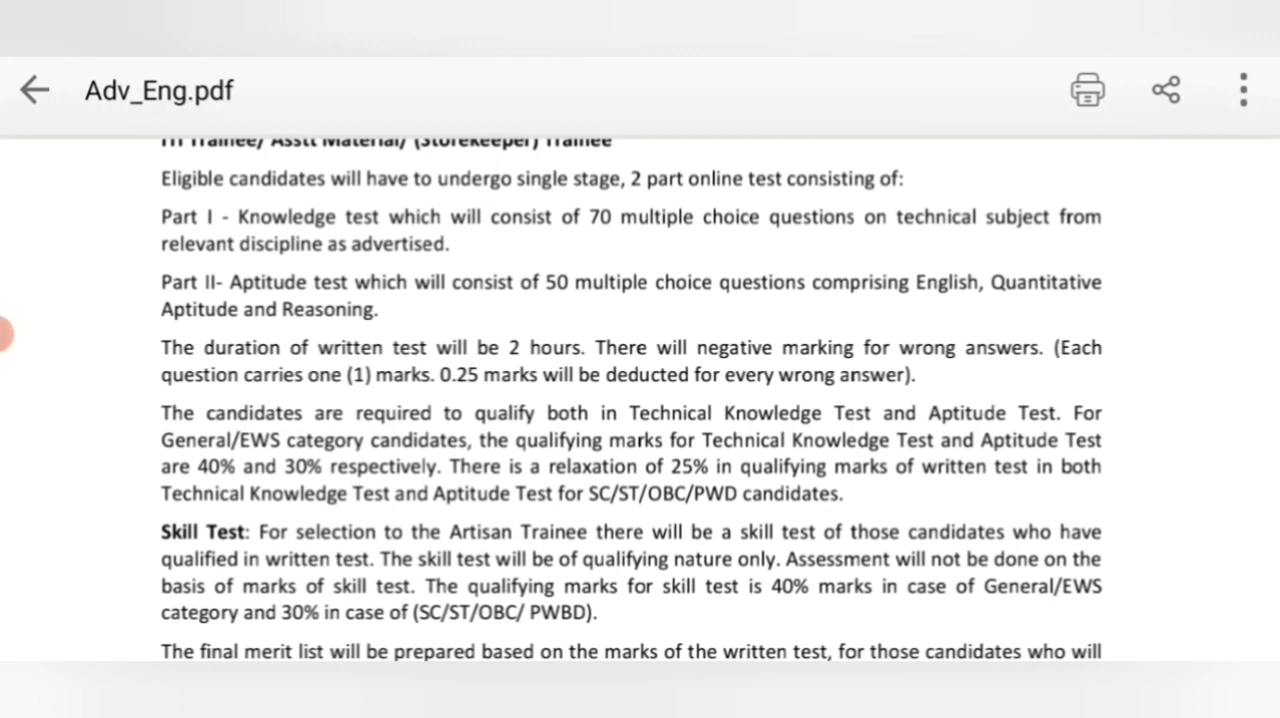 Adv_Eng.pdf
ITI Trainee/ Asstt Material/ (Storekeeper) Trainee
Eligible candidates will have to undergo single stage, 2 part online test consisting of:
Part I - Knowledge test which will consist of 70 multiple choice questions on technical subject from
relevant discipline as advertised.
Part II- Aptitude test which will consist of 50 multiple choice questions comprising English, Quantitative
Aptitude and Reasoning.
The duration of written test will be 2 hours. There will negative marking for wrong answers. (Each
question carries one (1) marks. 0.25 marks will be deducted for every wrong answer).
The candidates are required to qualify both in Technical Knowledge Test and Aptitude Test. For
General/EWS category candidates, the qualifying marks for Technical Knowledge Test and Aptitude Test
are 40% and 30% respectively. There is a relaxation of 25% in qualifying marks of written test in both
Technical Knowledge Test and Aptitude Test for SC/ST/OBC/PWD candidates.
Skill Test: For selection to the Artisan Trainee there will be a skill test of those candidates who have
qualified in written test. The skill test will be of qualifying nature only. Assessment will not be done on the
basis of marks of skill test. The qualifying marks for skill test is 40% marks in case of General/EWS
category and 30% in case of (SC/ST/OBC/ PWBD).
The final merit list will be prepared based on the marks of the written test, for those candidates who will